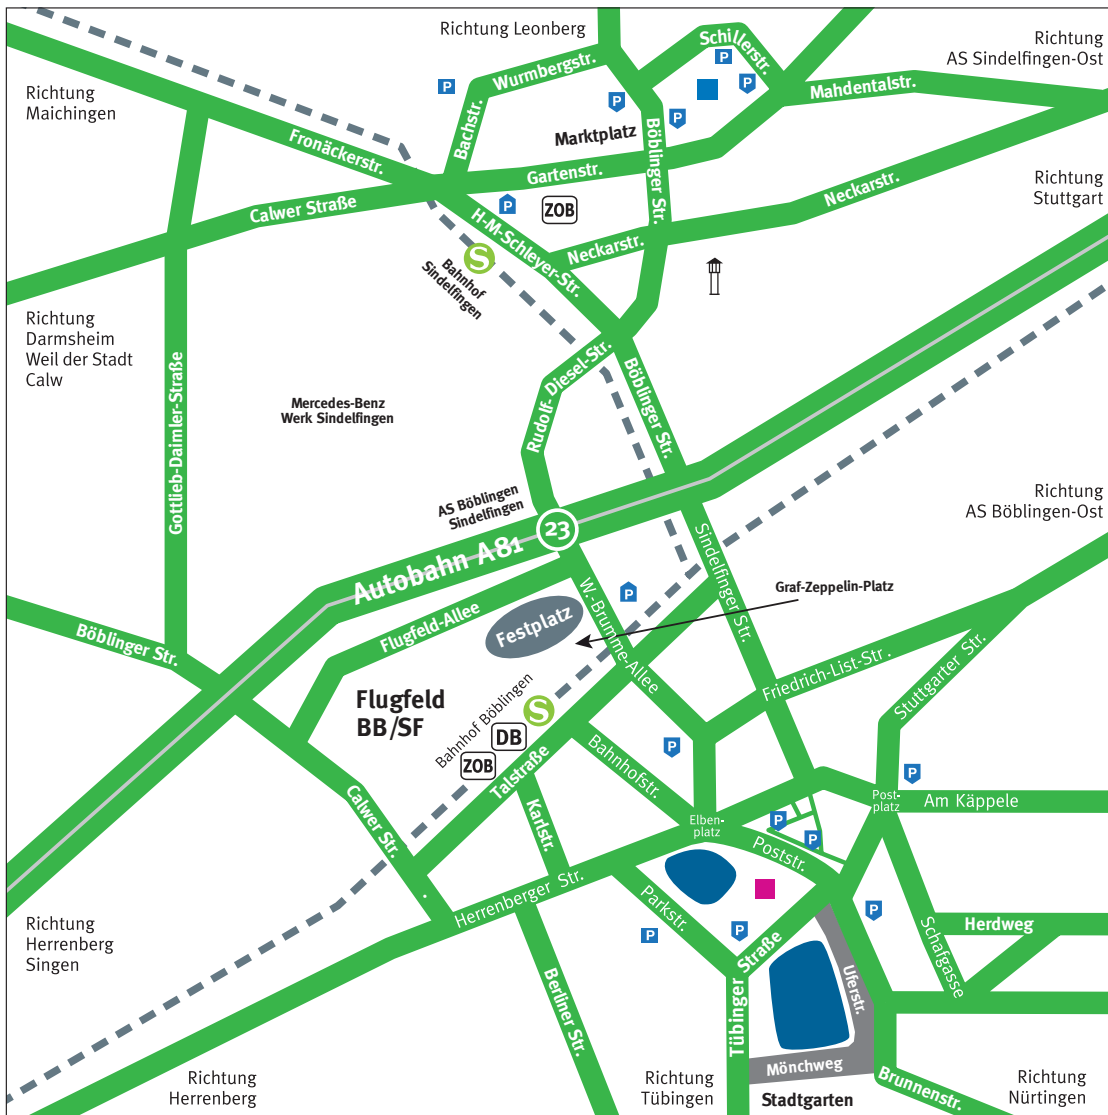 Richtung Leonberg
Richtung
AS Sindelfingen-Ost
Schillerstr.
Wurmbergstr.
P
P
P
P
P
Mahdentalstr.
Richtung
Maichingen
Bachstr.
Marktplatz
Böblinger Str.
Fronäckerstr.
Gartenstr.
Calwer Straße
P
ZOB
Neckarstr.
Richtung
Stuttgart
H-M-Schleyer-Str.
Neckarstr.
S
Bahnhof
Sindelfingen
Richtung
Darmsheim
Weil der Stadt
Calw
Gottlieb-Daimler-Straße
Rudolf-Diesel-Str.
Böblinger Str.
Mercedes-Benz
Werk Sindelfingen
AS Böblingen
Sindelfingen
23
Autobahn A81
Richtung
AS Böblingen-Ost
Sindelfinger Str.
W.-Brumme-Allee
P
Graf-Zeppelin-Platz
Flugfeld-Allee
Festplatz
Böblinger Str.
Friedrich-List-Str.
Stuttgarter Str.
Flugfeld
BB/SF
Bahnhof Böblingen
S
DB
ZOB
Talstraße
Bahnhofstr.
P
P
Post-
platz
Am Käppele
Calwer Str.
Karlstr.
Elben-
platz
P
P
Poststr.
Herrenberger Str.
Parkstr.
P
P
P
Schafgasse
Herdweg
Richtung
Herrenberg
Singen
Berliner Str.
Tübinger Straße
Uferstr.
Mönchweg
Brunnenstr.
Stadtgarten
Richtung
Herrenberg
Richtung
Tübingen
Richtung
Nürtingen